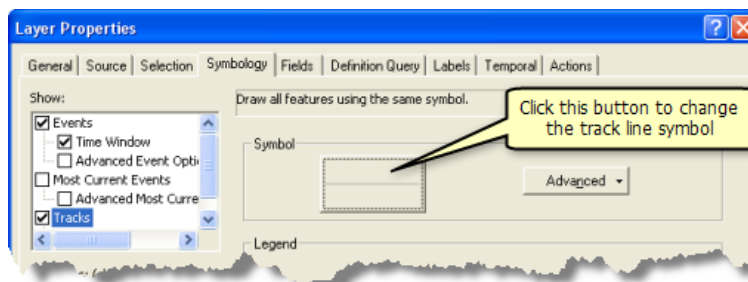 Layer Properties
General Source Selection Symbology Fields Definition Query Labels Temporal Actions
Show:
Events
Time Window
Advanced Event Opti
Most Current Events
Advanced Most Curre
Tracks
Draw all features using the same symbol.
Symbol
Advanced
Legend
Click this button to change
the track line symbol